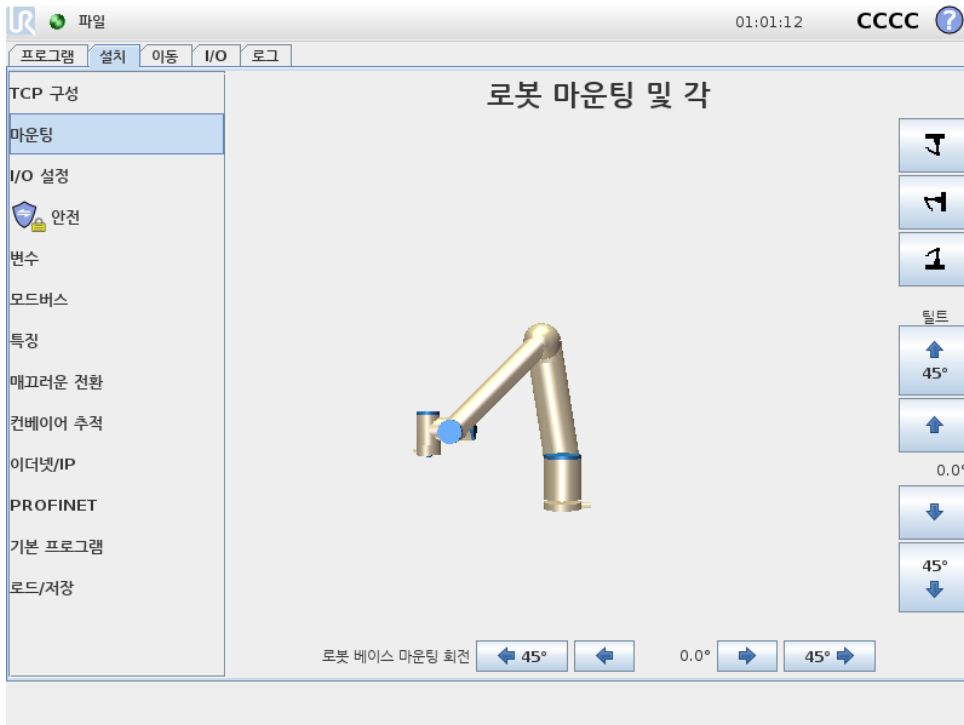 UR 파일 01:01:12 CCCC ?
프로그램 설치 이동 I/O 로그
TCP 구성
마운팅
I/O 설정
안전
변수
모드버스
특징
매끄러운 전환
컨베이어 추적
이더넷/IP
PROFINET
기본 프로그램
로드/저장
로봇 마운팅 및 각
틸트
45°
0.0°
45°
로봇 베이스 마운팅 회전 45° 0.0° 45°